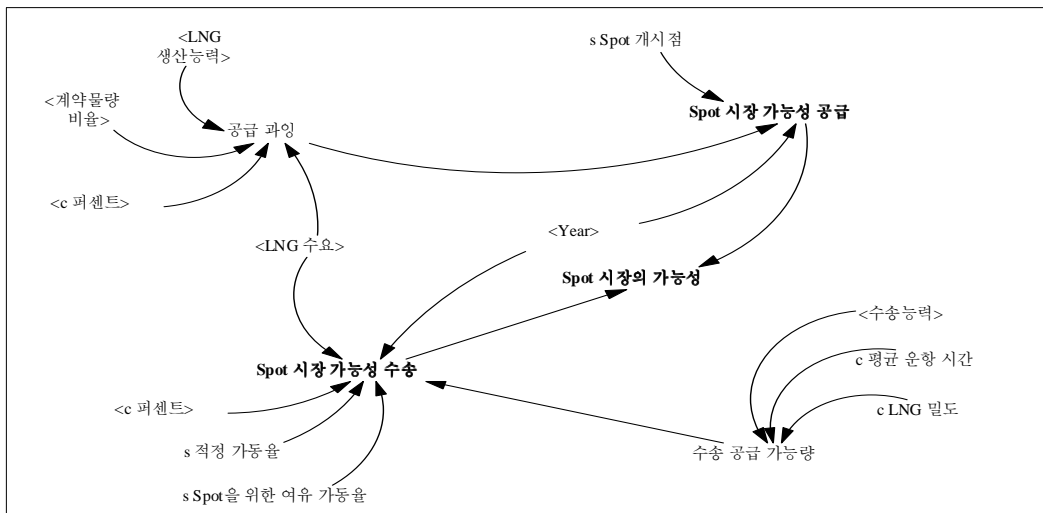 <LNG
생산능력>
s Spot 개시점
<계약물량
비율>
Spot 시장 가능성 공급
공급 과잉
<c 퍼센트>
<LNG 수요>
<Year>
Spot 시장의 가능성
<수송능력>
Spot 시장 가능성 수송
c 평균 운항 시간
<c 퍼센트>
c LNG 밀도
s 적정 가동율
수송 공급 가능량
s Spot을 위한 여유 가동율